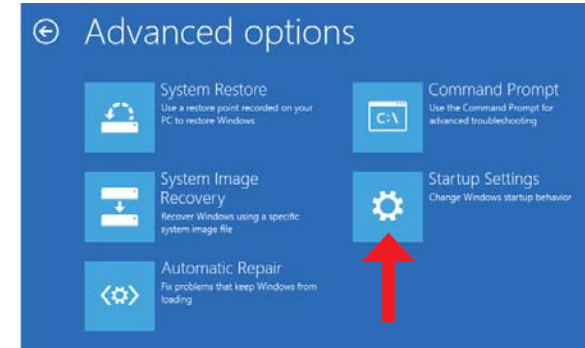 Advanced options
System Restore
Use a restore point recorded on your
PC to restore Windows
System Image
Recovery
Recover Windows using a specific
system image file
Automatic Repair
Fix problems that keep Windows from
loading
Command Prompt
Use the Command Prompt for
advanced troubleshooting
C:\
Startup Settings
Change Windows startup behavior